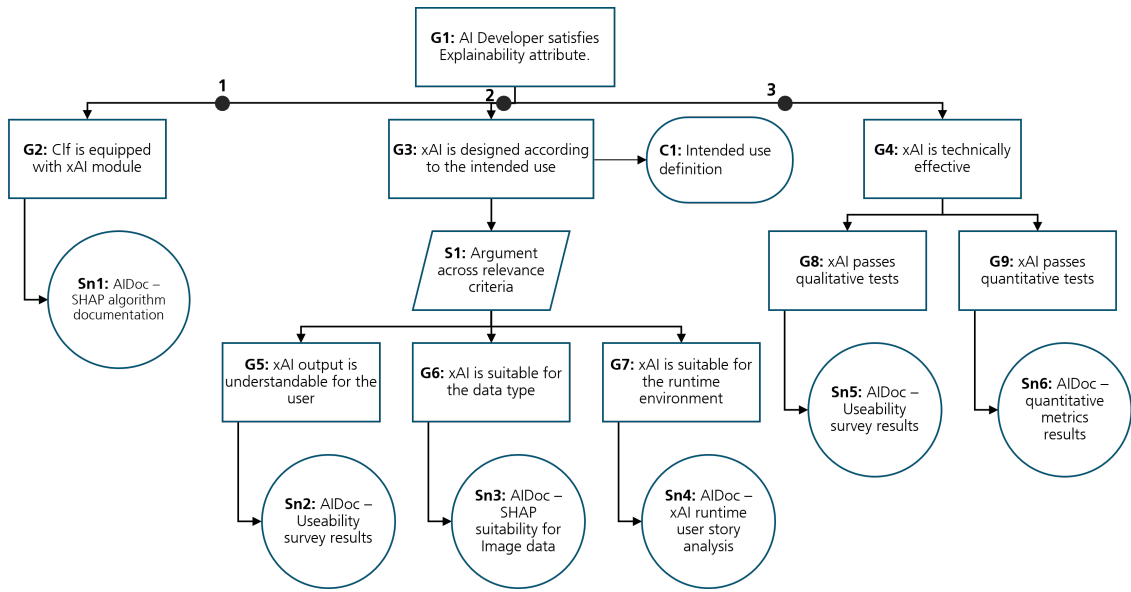 G1: AI Developer satisfies
Explainability attribute.
1
2
3
G2: Clf is equipped
with xAI module
G3: xAI is designed according
to the intended use
C1: Intended use
definition
G4: xAI is technically
effective
Sn1: AIDoc –
SHAP algorithm
documentation
S1: Argument
across relevance
criteria
G8: xAI passes
qualitative tests
G9: xAI passes
quantitative tests
G5: xAI output is
understandable for the
user
G6: xAI is suitable for
the data type
G7: xAI is suitable for
the runtime
environment
Sn5: AIDoc –
Useability
survey results
Sn6: AIDoc –
quantitative
metrics
results
Sn2: AIDoc –
Useability
survey results
Sn3: AIDoc –
SHAP
suitability for
Image data
Sn4: AIDoc –
xAI runtime
user story
analysis